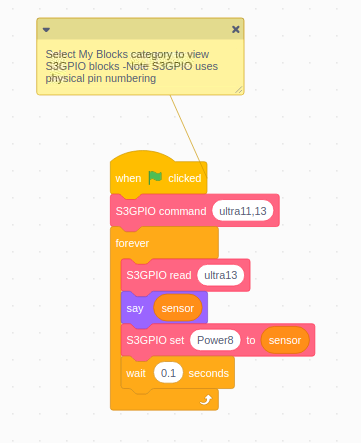 Select My Blocks category to view
S3GPIO blocks -Note S3GPIO uses
physical pin numbering
when clicked
S3GPIO command ultra11,13
forever
S3GPIO read ultra13
say sensor
S3GPIO set Power8 to sensor
wait 0.1 seconds